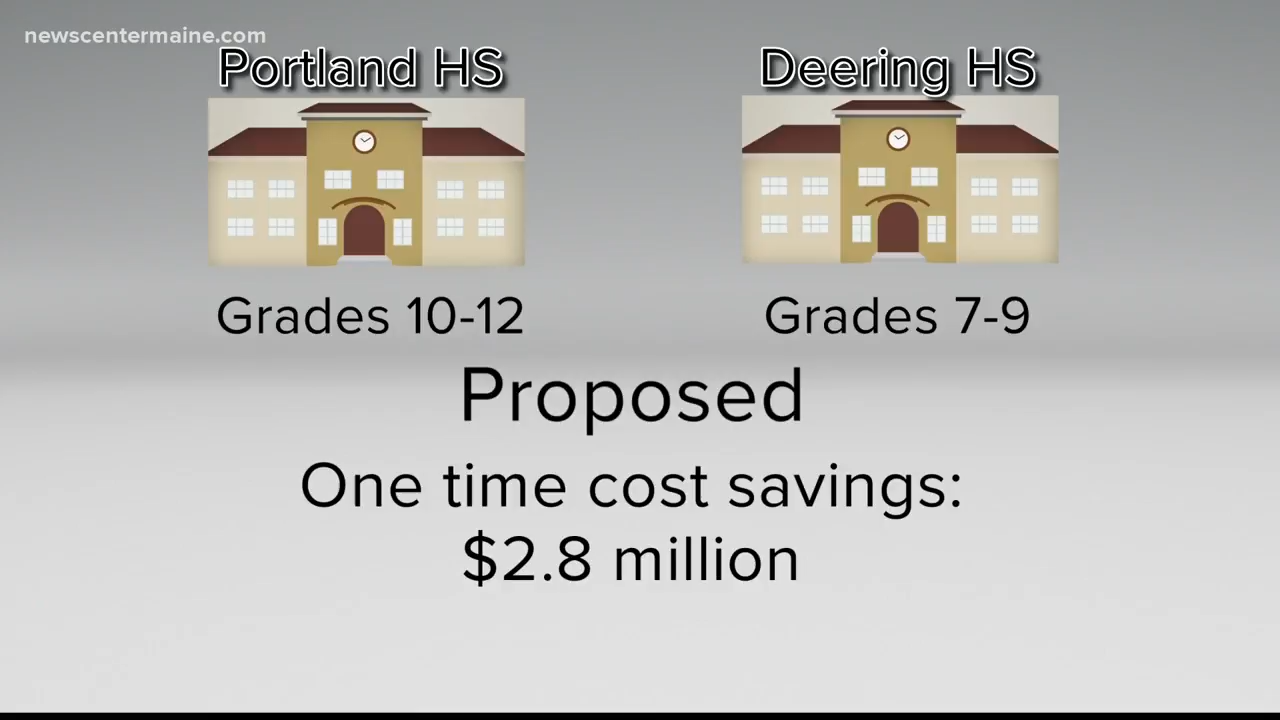 newscentermaine.com
Portland HS
Deering HS
Grades 10-12
Grades 7-9
Proposed
One time cost savings:
$2.8 million